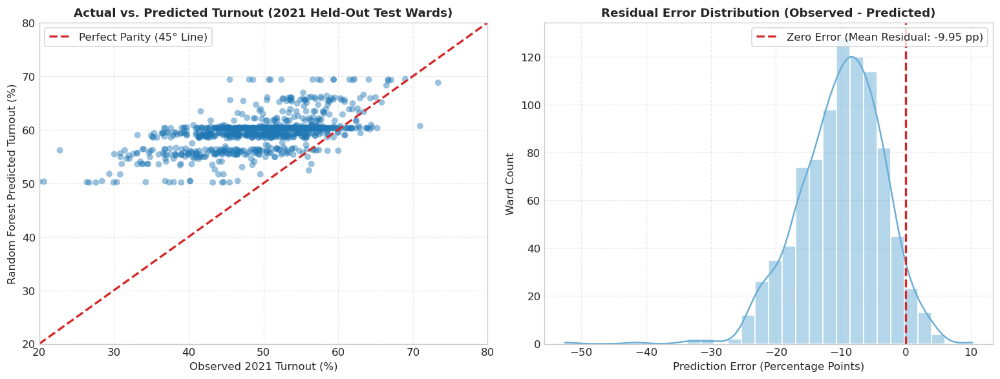 Actual vs. Predicted Turnout (2021 Held-Out Test Wards)
Perfect Parity (45° Line)
Random Forest Predicted Turnout (%)
80
70
60
50
40
30
20
20 30 40 50 60 70 80
Observed 2021 Turnout (%)
Residual Error Distribution (Observed - Predicted)
Zero Error (Mean Residual: -9.95 pp)
Ward Count
120
100
80
60
40
20
0
−50 −40 −30 −20 −10 0 10
Prediction Error (Percentage Points)